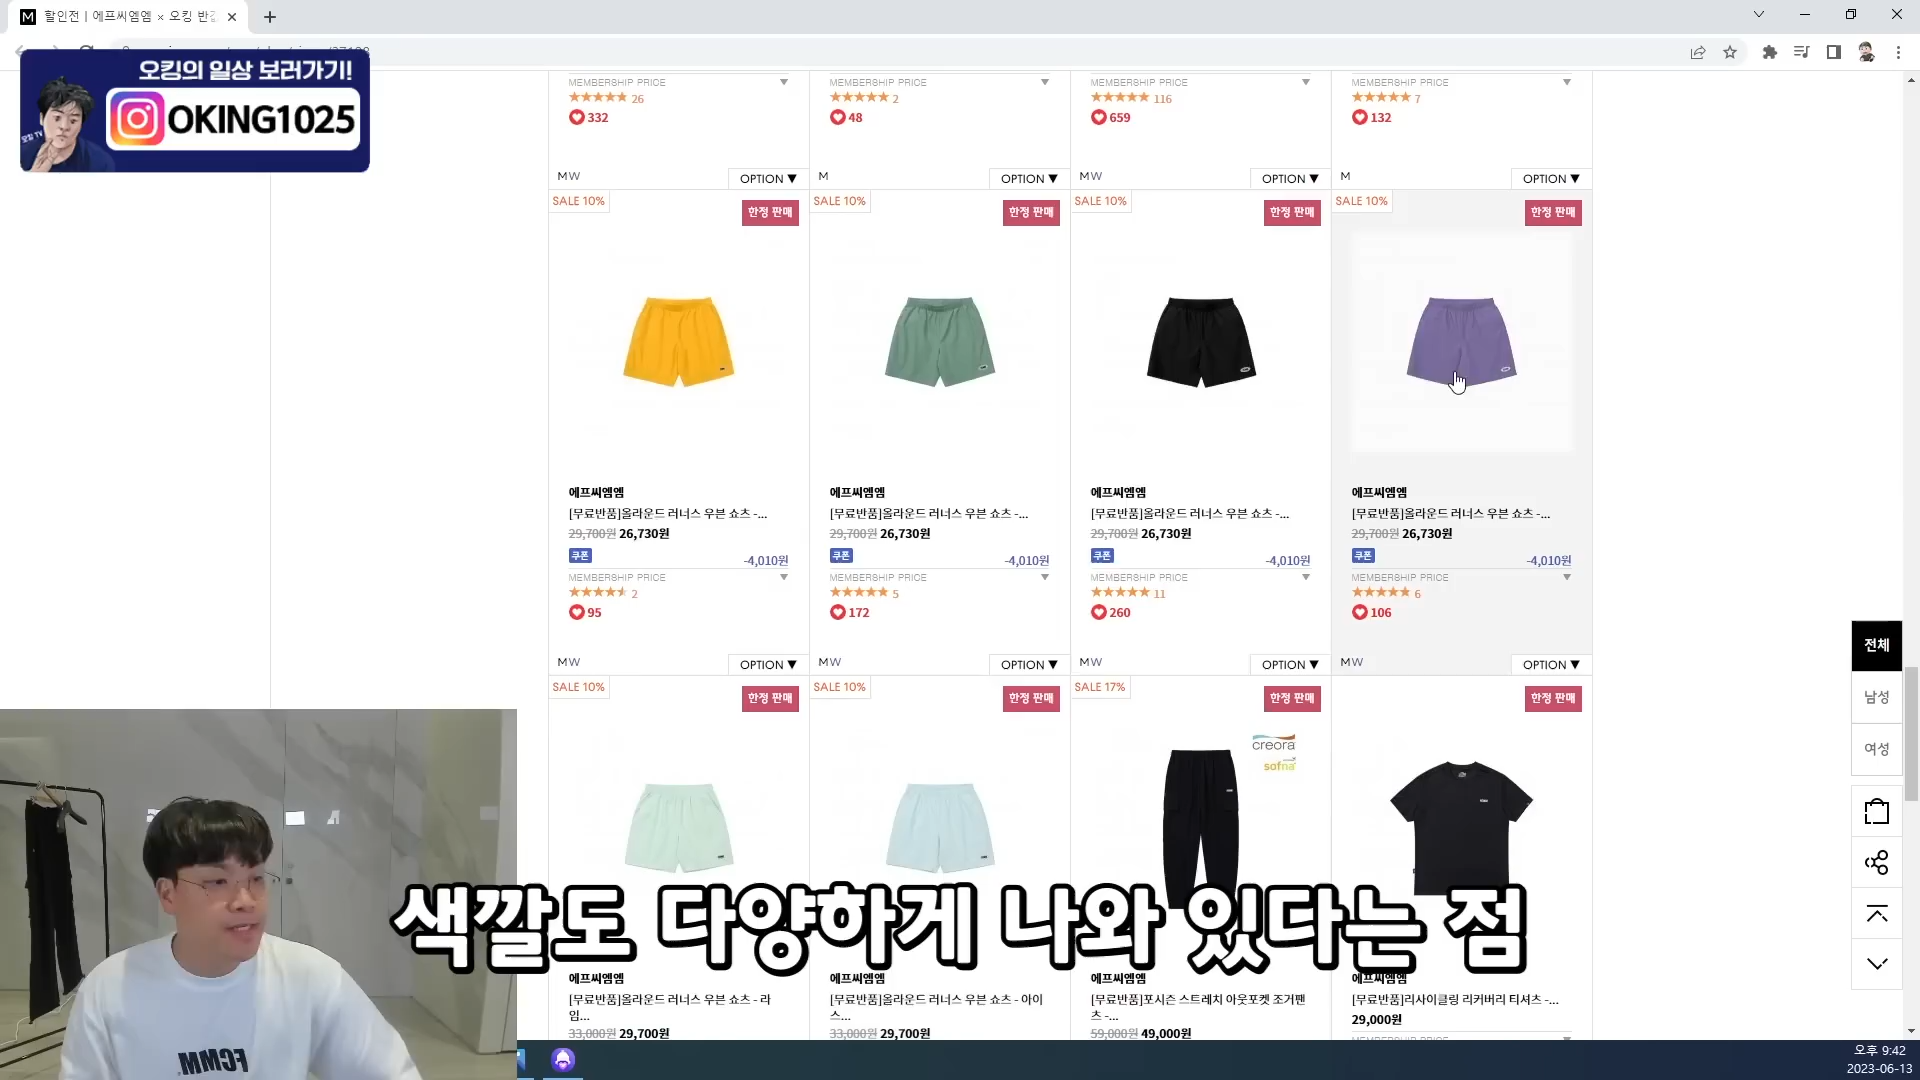 할인전 | 에프씨엠엠 × 오킹 반
오킹의 일상 보러가기!
오킹 TV
OKING1025
MEMBERSHIP PRICE ▼
★★★★★ 26
332
MW
OPTION ▼
MEMBERSHIP PRICE ▼
★★★★★ 2
48
M
OPTION ▼
MEMBERSHIP PRICE ▼
★★★★★ 116
659
MW
OPTION ▼
MEMBERSHIP PRICE ▼
★★★★★ 7
132
M
OPTION ▼
SALE 10%
한정 판매
에프씨엠엠
[무료반품]올라운드 러너스 우븐 쇼츠 -...
29,700원 26,730원
쿠폰
-4,010원
MEMBERSHIP PRICE ▼
2
95
MW
OPTION ▼
SALE 10%
한정 판매
에프씨엠엠
[무료반품]올라운드 러너스 우븐 쇼츠 -...
29,700원 26,730원
쿠폰
-4,010원
MEMBERSHIP PRICE ▼
★★★★★ 5
172
MW
OPTION ▼
SALE 10%
한정 판매
에프씨엠엠
[무료반품]올라운드 러너스 우븐 쇼츠 -...
29,700원 26,730원
쿠폰
-4,010원
MEMBERSHIP PRICE ▼
★★★★★ 11
260
MW
OPTION ▼
SALE 10%
한정 판매
에프씨엠엠
[무료반품]올라운드 러너스 우븐 쇼츠 -...
29,700원 26,730원
쿠폰
-4,010원
MEMBERSHIP PRICE ▼
★★★★★ 6
106
MW
OPTION ▼
SALE 10%
한정 판매
에프씨엠엠
[무료반품]올라운드 러너스 우븐 쇼츠 - 라
임...
33,000원 29,700원
SALE 10%
한정 판매
에프씨엠엠
[무료반품]올라운드 러너스 우븐 쇼츠 - 아이
스...
33,000원 29,700원
SALE 17%
한정 판매
creora
에프씨엠엠
[무료반품]포시즌 스트레치 아웃포켓 조거팬
츠 -...
59,000원 49,000원
한정 판매
에프씨엠엠
[무료반품]리사이클링 리커버리 티셔츠 -...
29,000원
전체
남성
여성
색깔도 다양하게 나와 있다는 점
FCMM
오후 9:42
2023-06-13